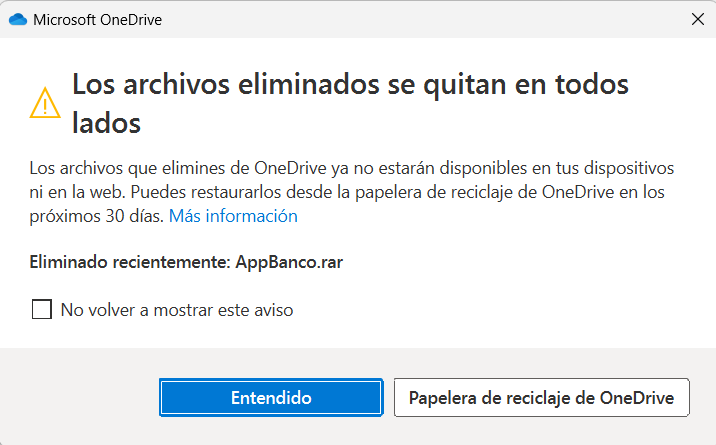 Microsoft OneDrive
Los archivos eliminados se quitan en todos
lados
Los archivos que elimines de OneDrive ya no estarán disponibles en tus dispositivos
ni en la web. Puedes restaurarlos desde la papelera de reciclaje de OneDrive en los
próximos 30 días. Más información
Eliminado recientemente: AppBanco.rar
No volver a mostrar este aviso
Entendido
Papelera de reciclaje de OneDrive